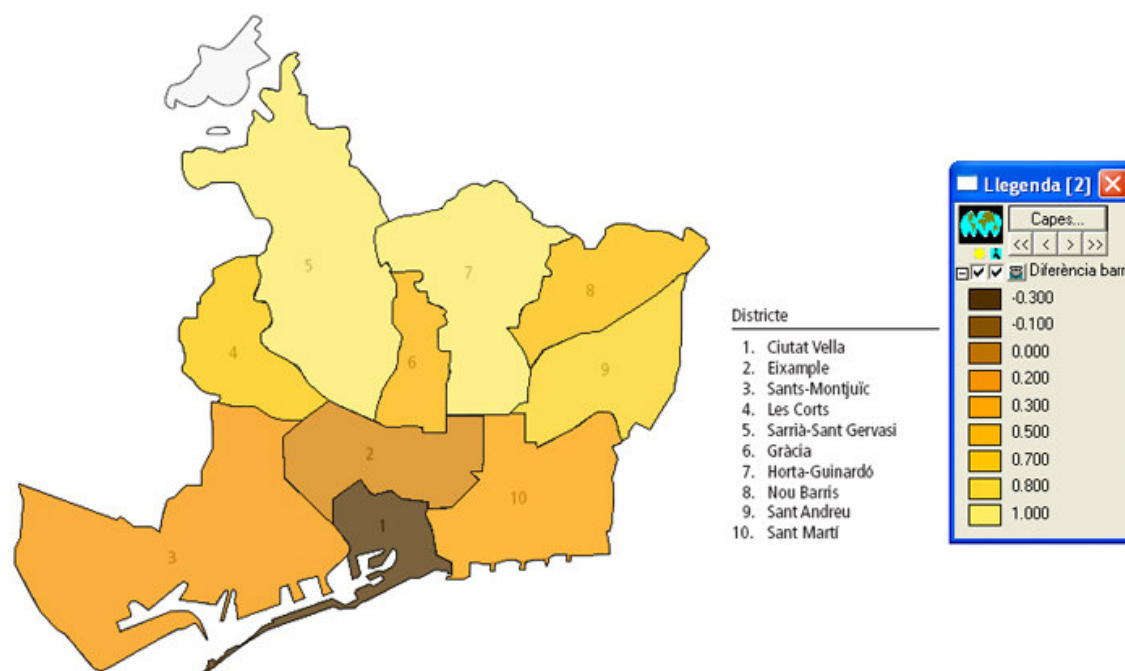 5
7
8
4
6
9
2
10
1
3
Districte
1. Ciutat Vella
2. Eixample
3. Sants-Montjuïc
4. Les Corts
5. Sarrià-Sant Gervasi
6. Gràcia
7. Horta-Guinardó
8. Nou Barris
9. Sant Andreu
10. Sant Martí
Llegenda [2]
Capes...
<< < > >>
Diferència barr
-0.300
-0.100
0.000
0.200
0.300
0.500
0.700
0.800
1.000